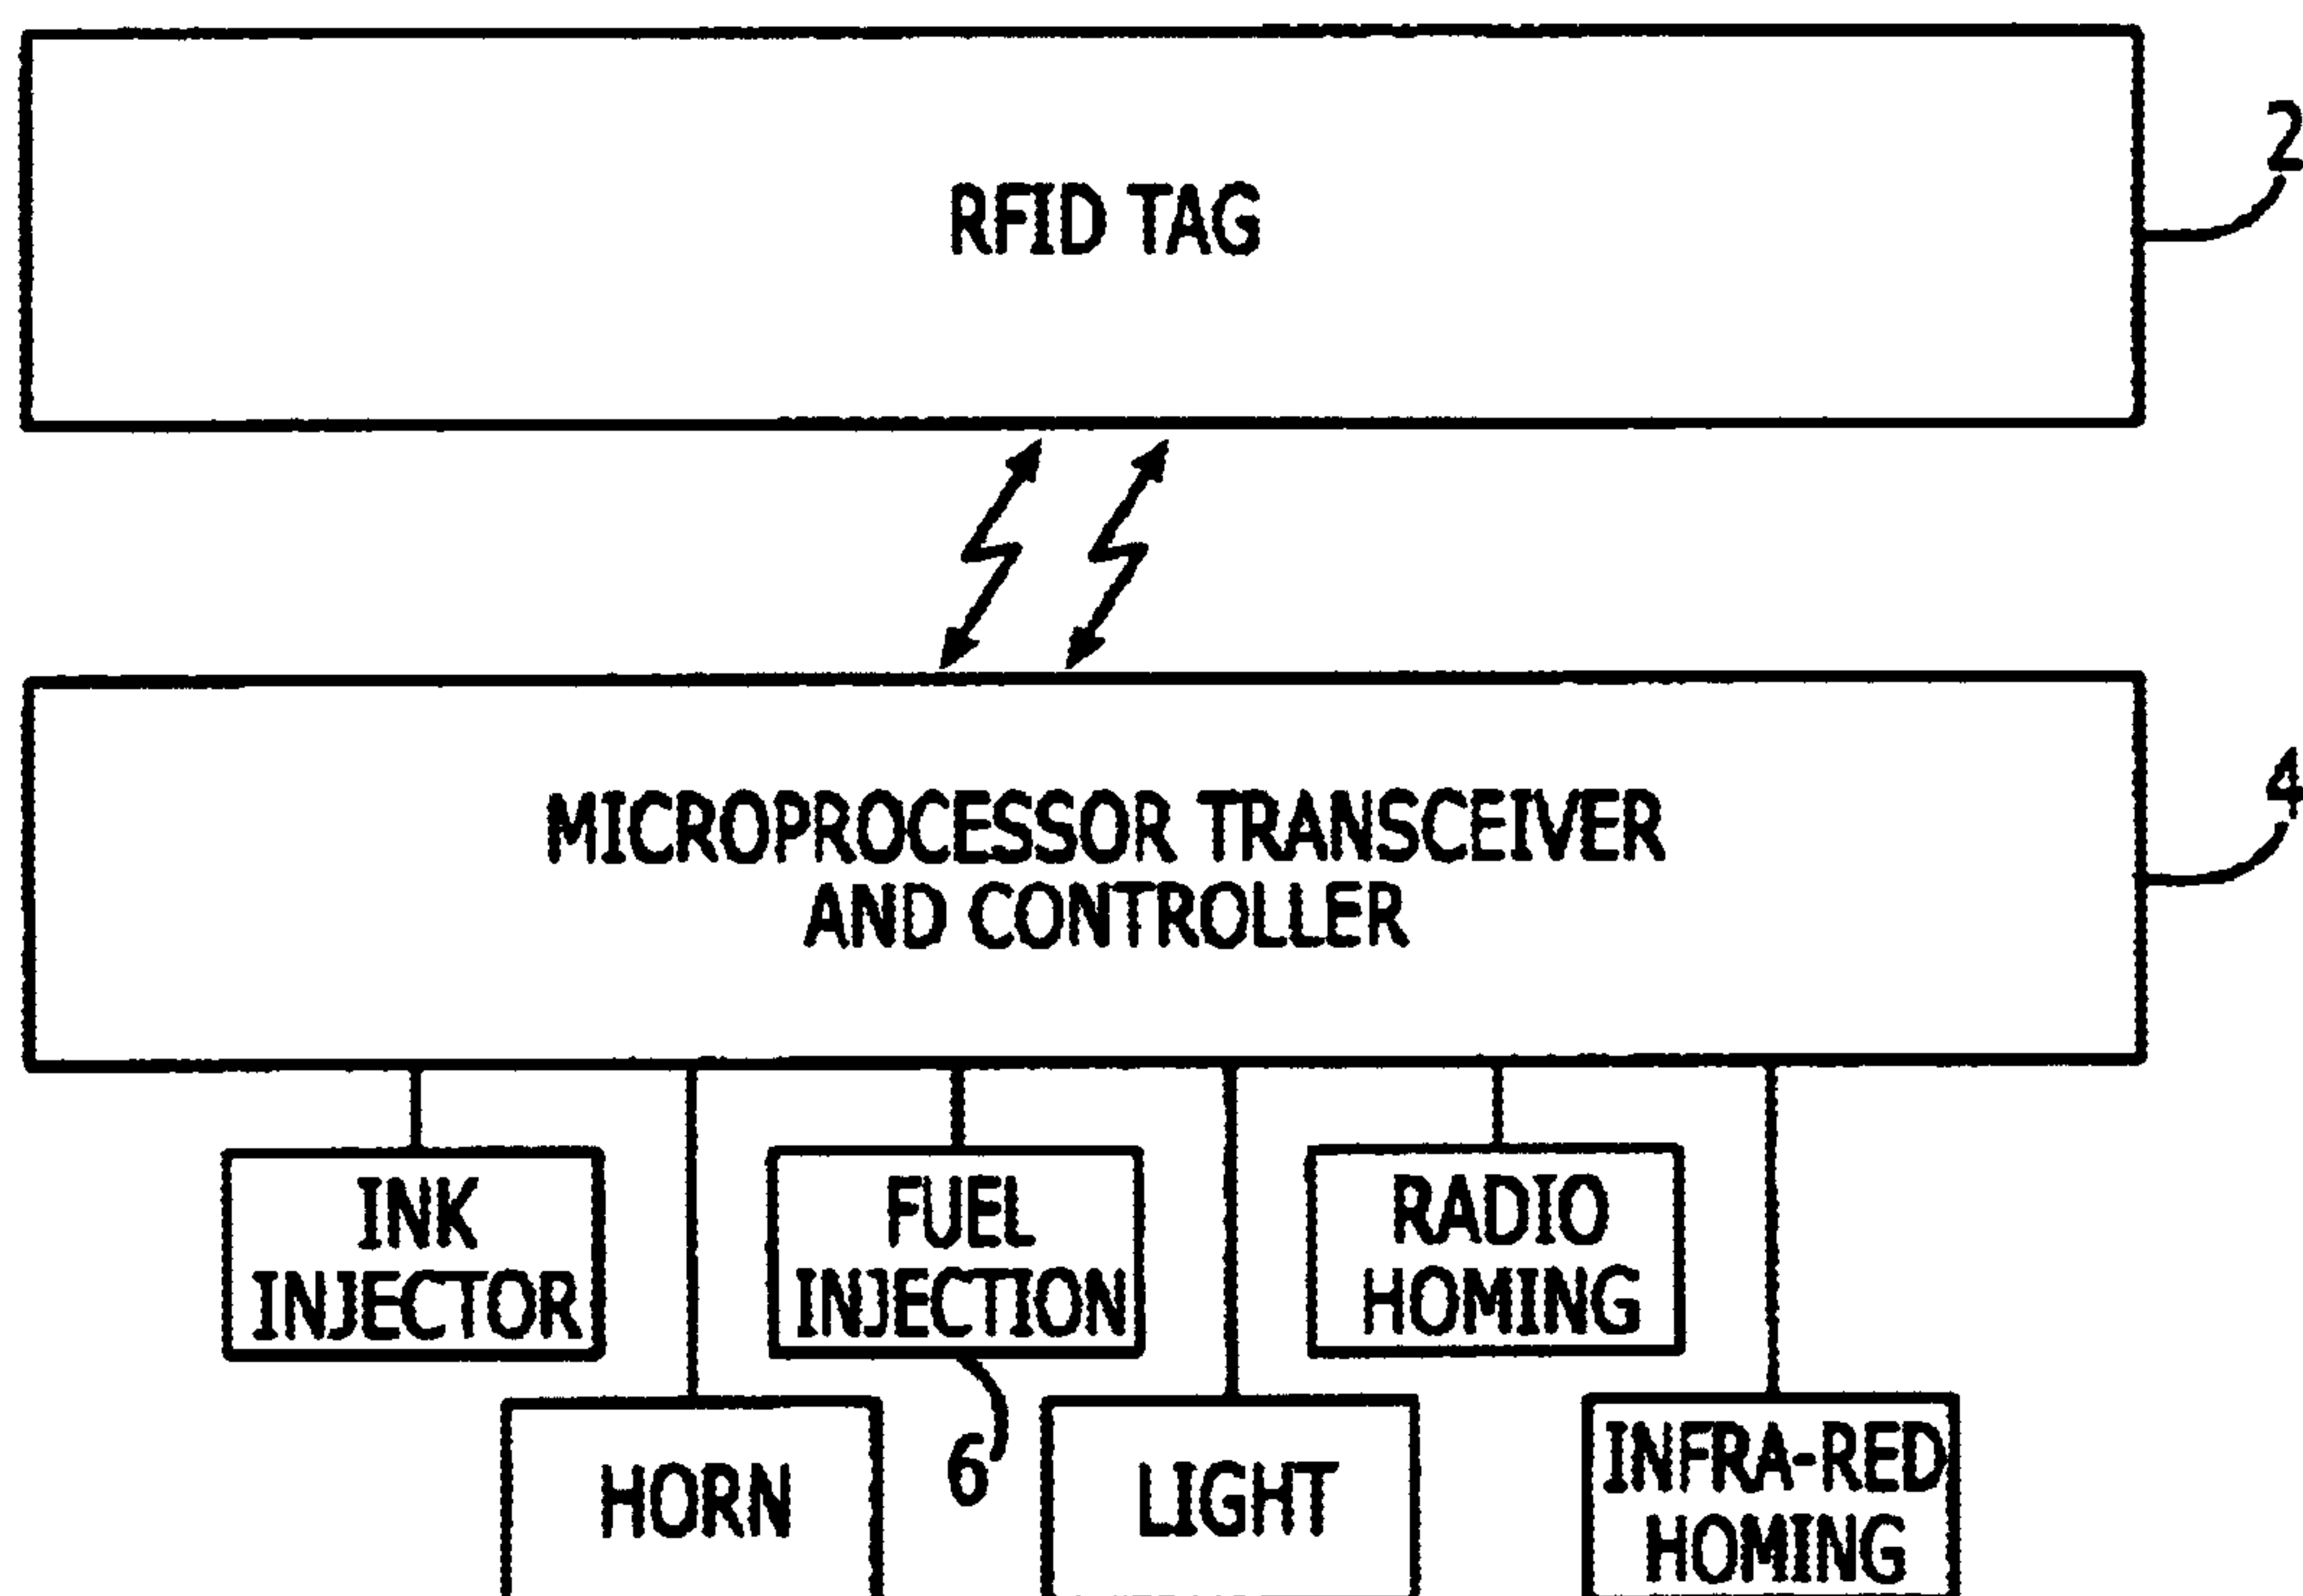 RFID TAG
2
MICROPROCESSOR TRANSCEIVER
AND CONTROLLER
4
INK
INJECTOR
FUEL
INJECTION
RADIO
HOMING
HORN
6
LIGHT
INFRA-RED
HOMING